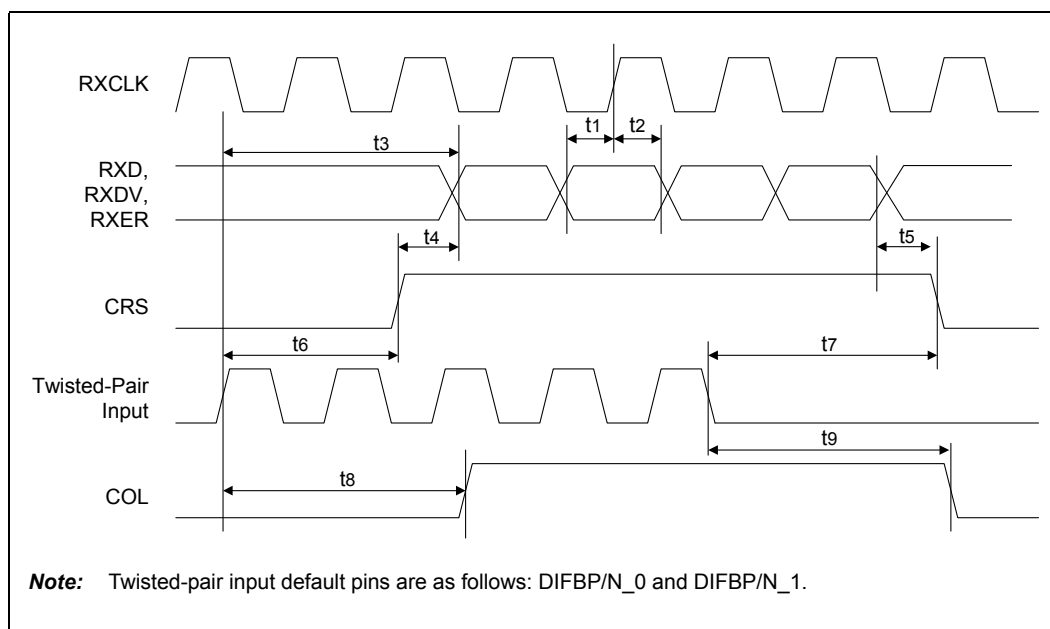 RXCLK
t1
t2
t3
RXD,
RXDV,
RXER
t4
t5
CRS
t6
t7
Twisted-Pair
Input
t9
t8
COL
Note: Twisted-pair input default pins are as follows: DIFBP/N_0 and DIFBP/N_1.